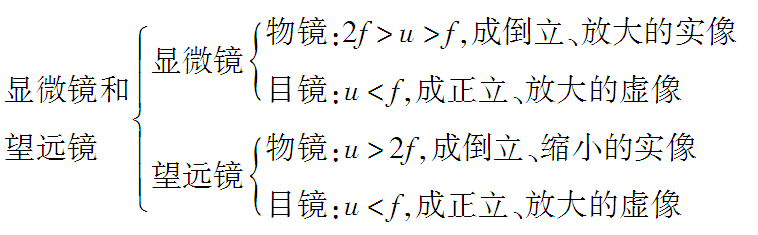 显微镜和
望远镜
显微镜
物镜:2f>u>f,成倒立、放大的实像
目镜:u<f,成正立、放大的虚像
望远镜
物镜:u>2f,成倒立、缩小的实像
目镜:u<f,成正立、放大的虚像